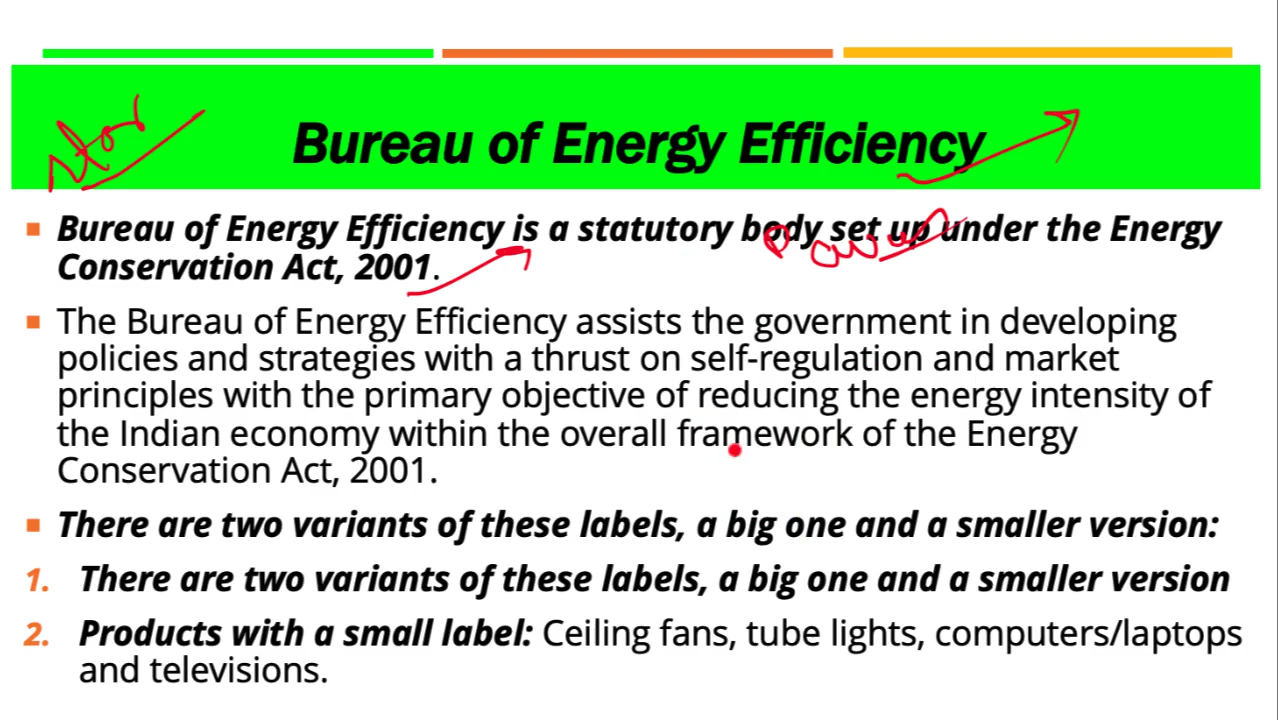 Bureau of Energy Efficiency
Bureau of Energy Efficiency is a statutory body set up under the Energy
Conservation Act, 2001.
The Bureau of Energy Efficiency assists the government in developing
policies and strategies with a thrust on self-regulation and market
principles with the primary objective of reducing the energy intensity of
the Indian economy within the overall framework of the Energy
Conservation Act, 2001.
There are two variants of these labels, a big one and a smaller version:
1. There are two variants of these labels, a big one and a smaller version
2. Products with a small label: Ceiling fans, tube lights, computers/laptops
and televisions.